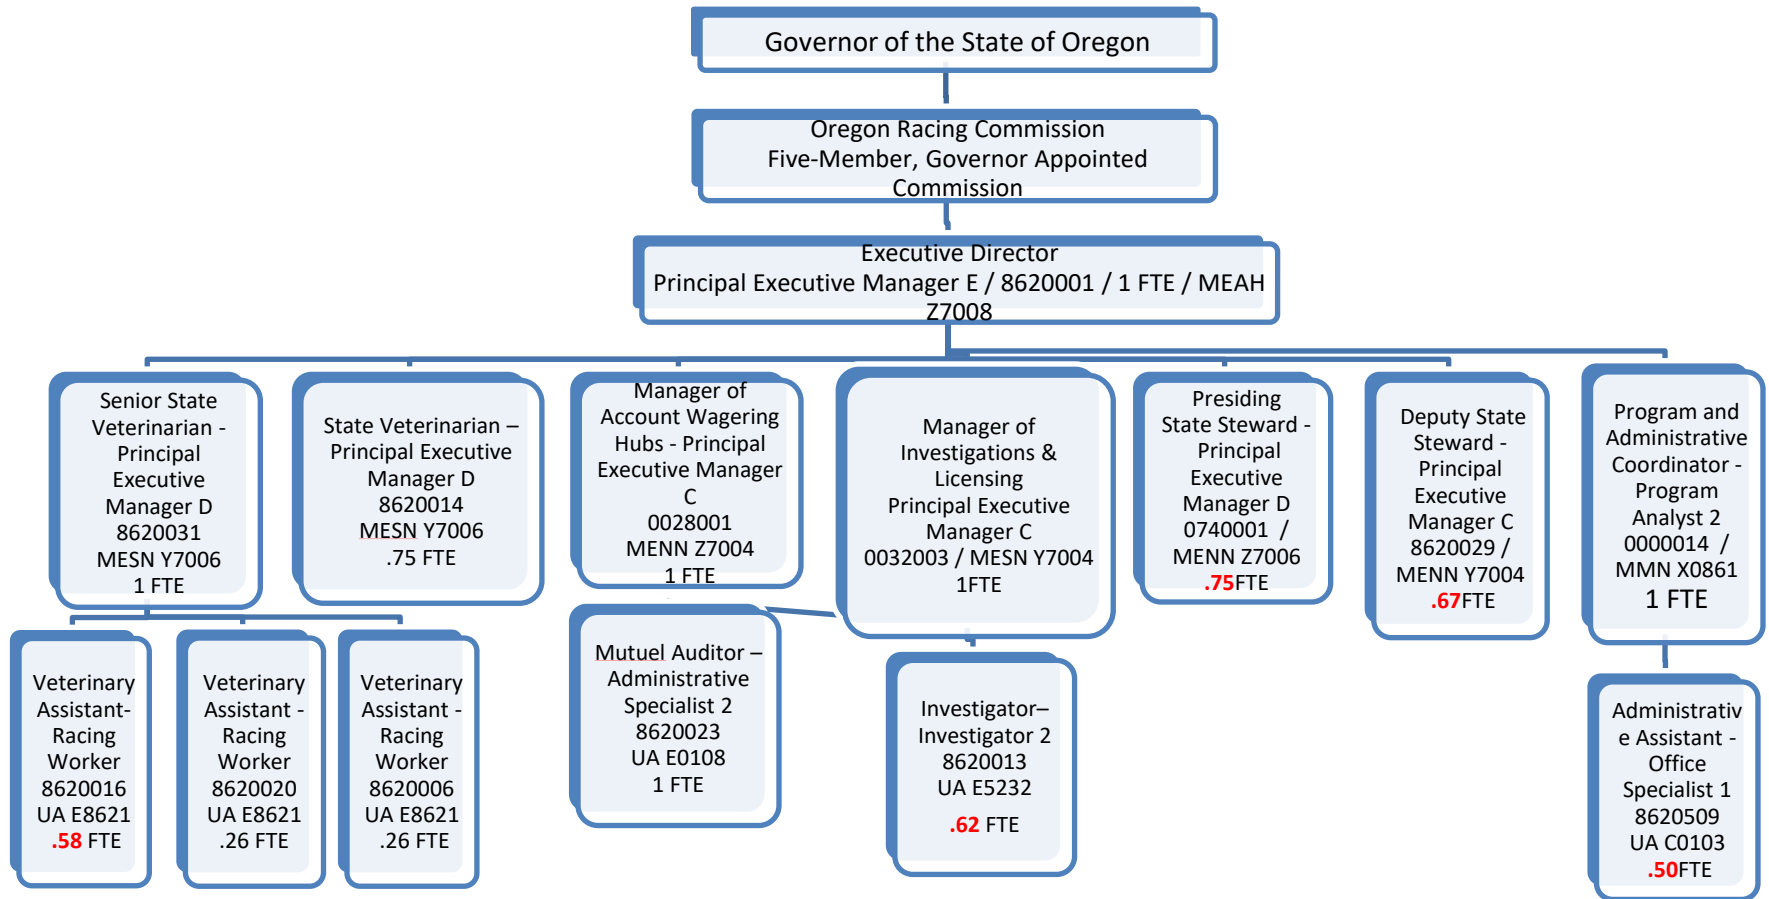 Governor of the State of Oregon
Oregon Racing Commission
Five-Member, Governor Appointed
Commission
Executive Director
Principal Executive Manager E / 8620001 / 1 FTE / MEAH
Z7008
Senior State
Veterinarian -
Principal
Executive
Manager D
8620031
MESN Y7006
1 FTE
State Veterinarian –
Principal Executive
Manager D
8620014
MESN Y7006
.75 FTE
Manager of
Account Wagering
Hubs - Principal
Executive Manager
C
0028001
MENN Z7004
1 FTE
Manager of
Investigations &
Licensing
Principal Executive
Manager C
0032003 / MESN Y7004
1FTE
Presiding
State Steward -
Principal
Executive
Manager D
0740001 /
MENN Z7006
.75FTE
Deputy State
Steward -
Principal
Executive
Manager C
8620029 /
MENN Y7004
.67FTE
Program and
Administrative
Coordinator -
Program
Analyst 2
0000014 /
MMN X0861
1 FTE
Veterinary
Assistant-
Racing
Worker
8620016
UA E8621
.58 FTE
Veterinary
Assistant -
Racing
Worker
8620020
UA E8621
.26 FTE
Veterinary
Assistant -
Racing
Worker
8620006
UA E8621
.26 FTE
Mutuel Auditor –
Administrative
Specialist 2
8620023
UA E0108
1 FTE
Investigator–
Investigator 2
8620013
UA E5232
.62 FTE
Administrativ
e Assistant -
Office
Specialist 1
8620509
UA C0103
.50FTE